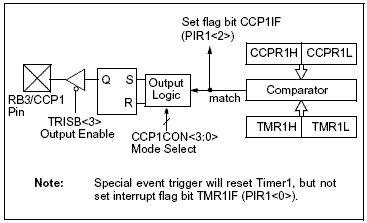 Set flag bit CCP1IF
(PIR1<2>)
CCPR1H CCPR1L
Q S Output
R Logic
match
Comparator
RB3/CCP1
Pin
TRISB<3>
Output Enable
CCP1CON<3:0>
Mode Select
TMR1H TMR1L
Note: Special event trigger will reset Timer1, but not
set interrupt flag bit TMR1IF (PIR1<0>).